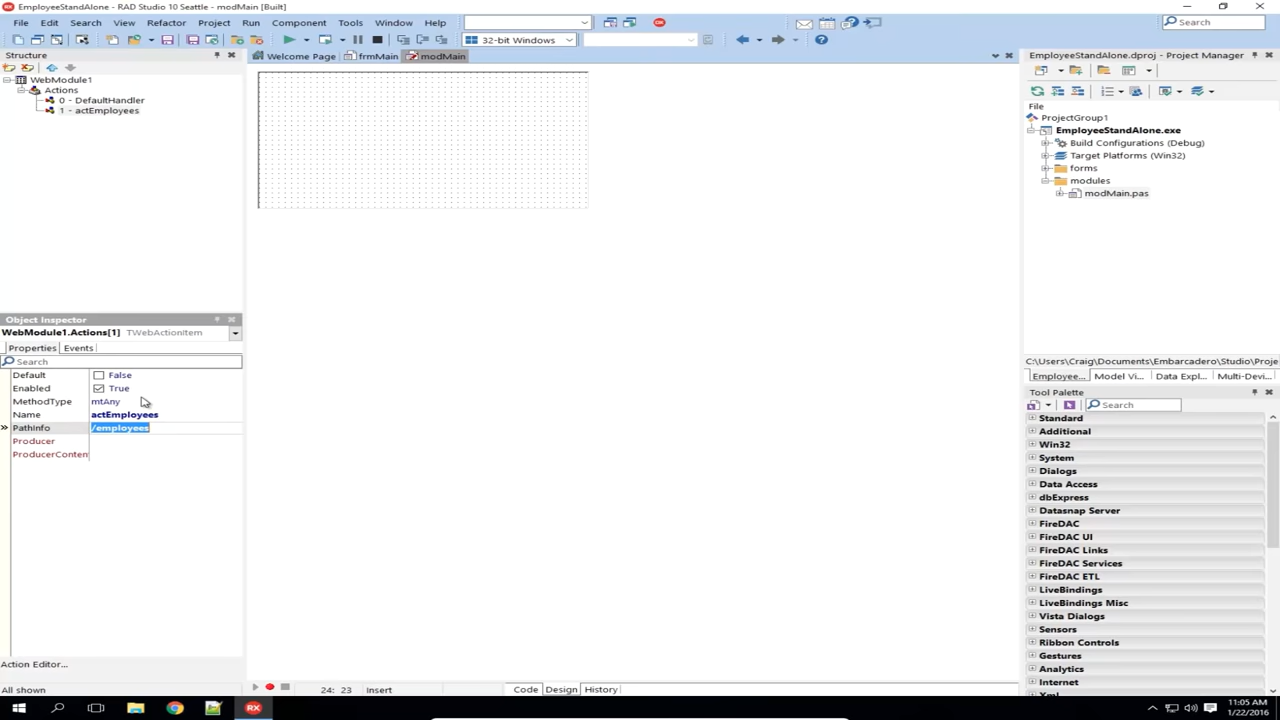 EmployeeStandAlone - RAD Studio 10 Seattle - modMain [Built]
File Edit Search View Refactor Project Run Component Tools Window Help
Search
32-bit Windows
Structure
WebModule1
Actions
0 - DefaultHandler
1 - actEmployees
Welcome Page
frmMain
modMain
EmployeeStandAlone.dproj - Project Manager
File
ProjectGroup1
EmployeeStandAlone.exe
Build Configurations (Debug)
Target Platforms (Win32)
forms
modules
modMain.pas
Object Inspector
WebModule1.Actions[1] TWebActionItem
Properties Events
Search
Default False
Enabled True
MethodType mtAny
Name actEmployees
PathInfo /employees
Producer
ProducerConten
C:\Users\Craig\Documents\Embarcadero\Studio\Proje
Employee... Model Vi... Data Expl... Multi-Devi...
Tool Palette
Search
Standard
Additional
Win32
System
Dialogs
Data Access
dbExpress
Datasnap Server
FireDAC
FireDAC UI
FireDAC Links
FireDAC Services
FireDAC ETL
LiveBindings
LiveBindings Misc
Vista Dialogs
Sensors
Ribbon Controls
Gestures
Analytics
Internet
Xml
Action Editor...
All shown
24: 23 Insert
Code Design History
RX
11:05 AM
1/22/2016